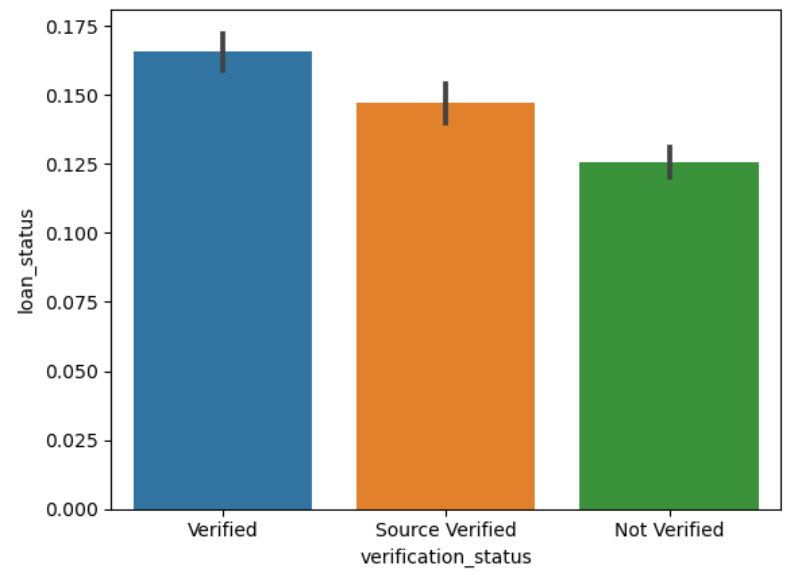 0.175
0.150
0.125
0.100
0.075
0.050
0.025
0.000
loan_status
Verified
Source Verified
Not Verified
verification_status